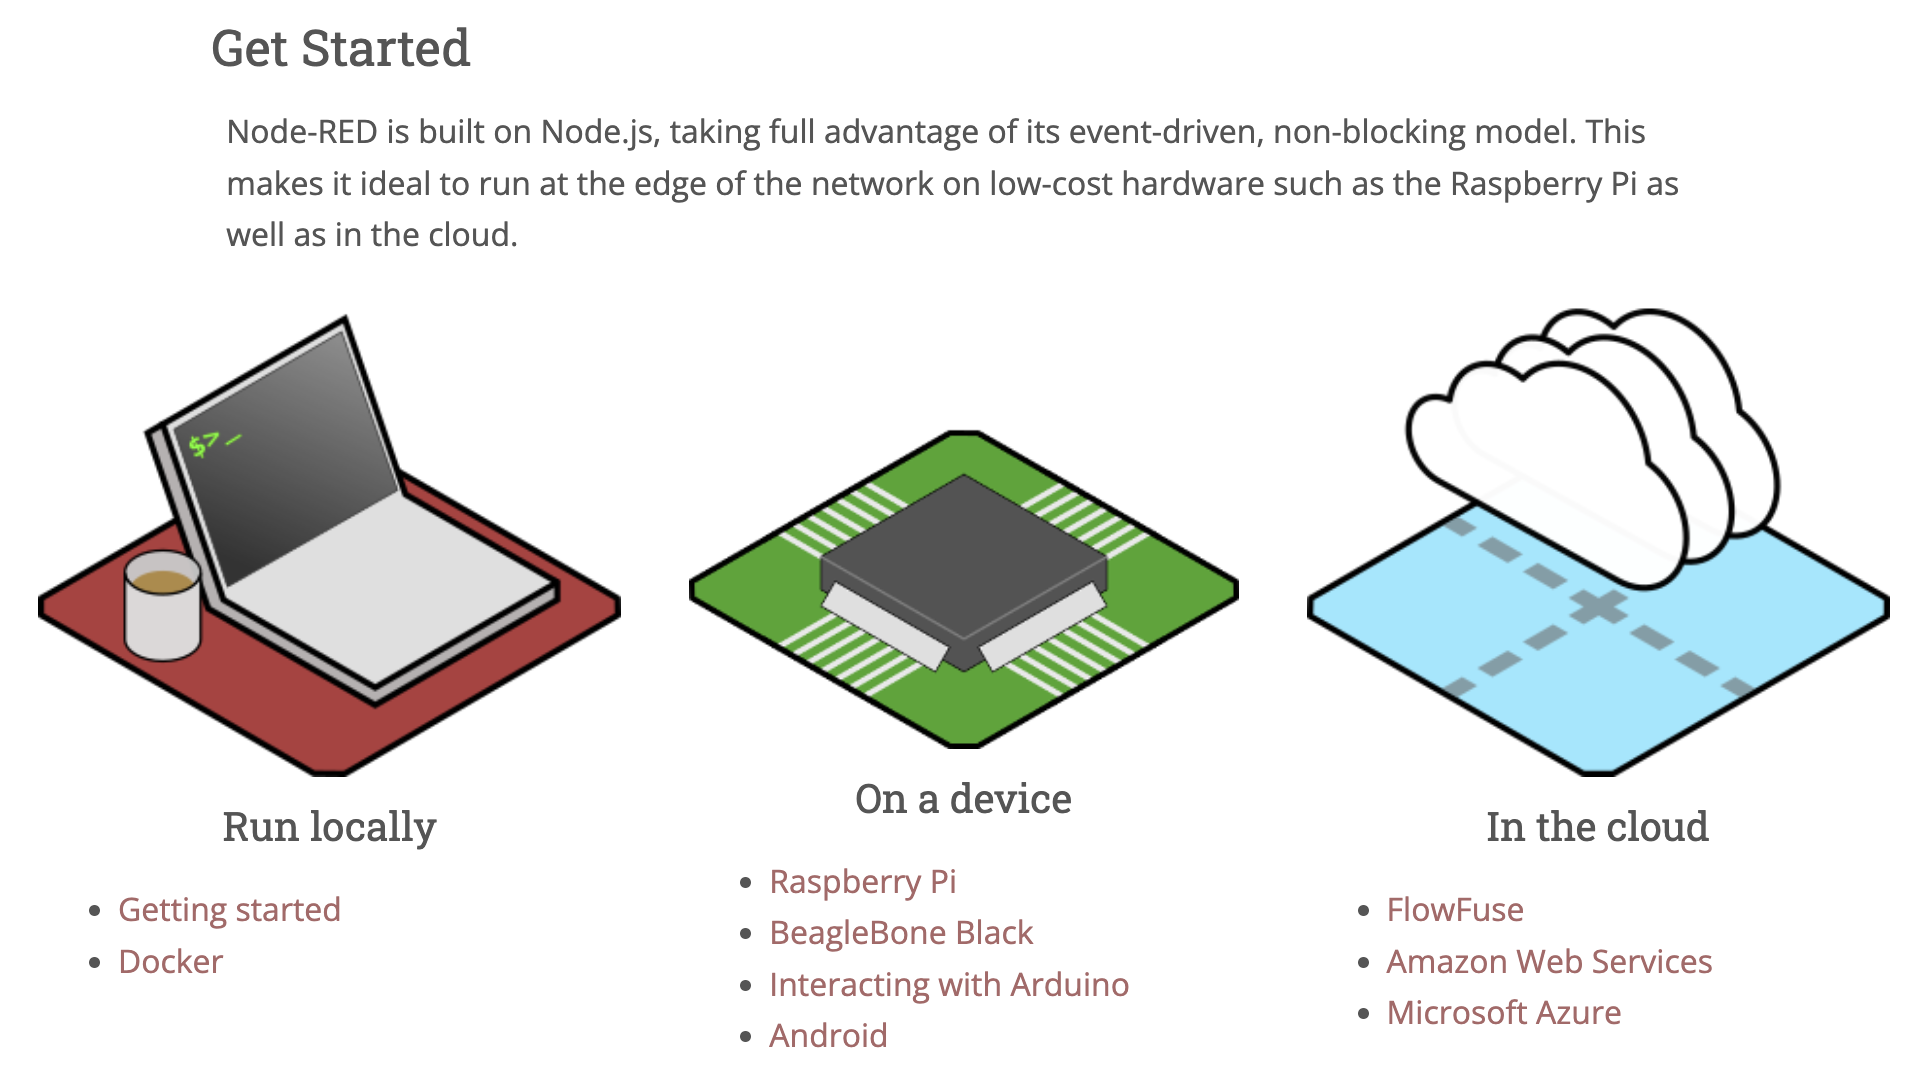 Get Started
Node-RED is built on Node.js, taking full advantage of its event-driven, non-blocking model. This
makes it ideal to run at the edge of the network on low-cost hardware such as the Raspberry Pi as
well as in the cloud.
$>_
Run locally
Getting started
Docker
On a device
Raspberry Pi
BeagleBone Black
Interacting with Arduino
Android
In the cloud
FlowFuse
Amazon Web Services
Microsoft Azure